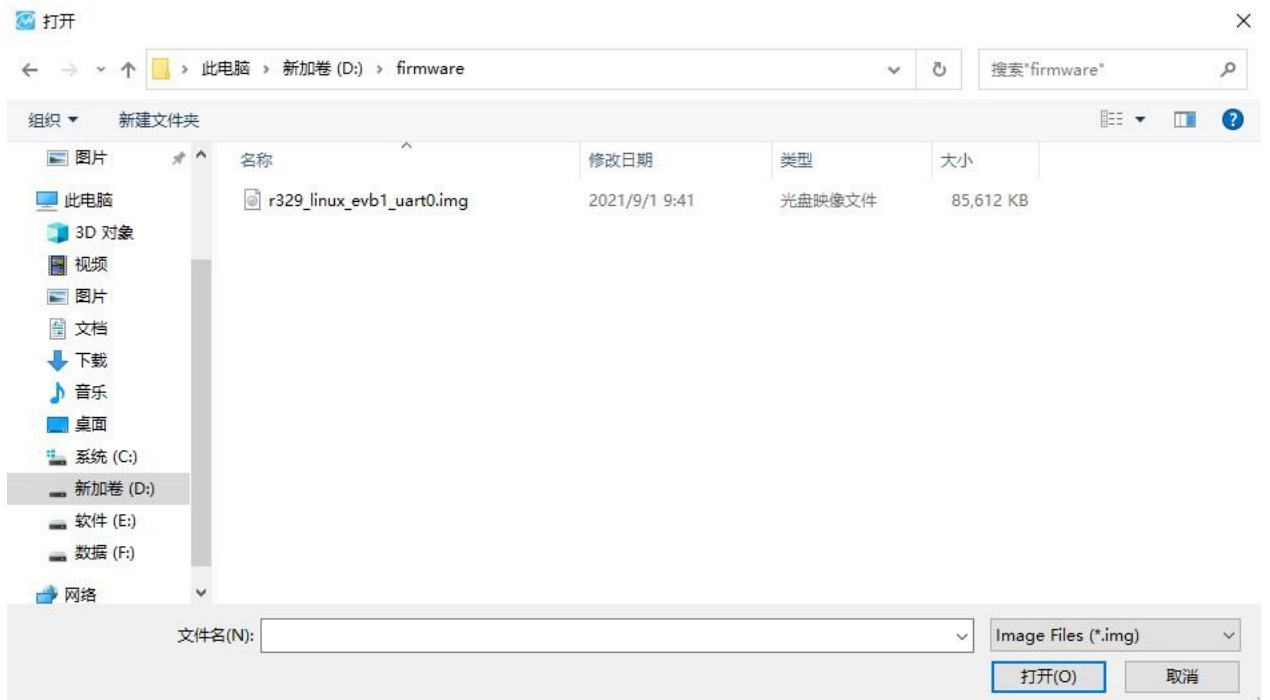 打开
此电脑 › 新加卷 (D:) › firmware
搜索"firmware"
组织
新建文件夹
图片
此电脑
3D 对象
视频
图片
文档
下载
音乐
桌面
系统 (C:)
新加卷 (D:)
软件 (E:)
数据 (F:)
网络
名称 修改日期 类型 大小
r329_linux_evb1_uart0.img 2021/9/1 9:41 光盘映像文件 85,612 KB
文件名(N):
Image Files (*.img)
打开(O) 取消